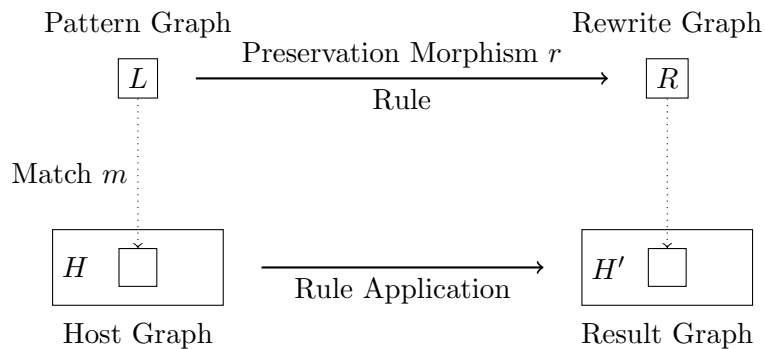 Pattern Graph
Rewrite Graph
Preservation Morphism r
L
R
Rule
Match m
H
H′
Rule Application
Host Graph
Result Graph